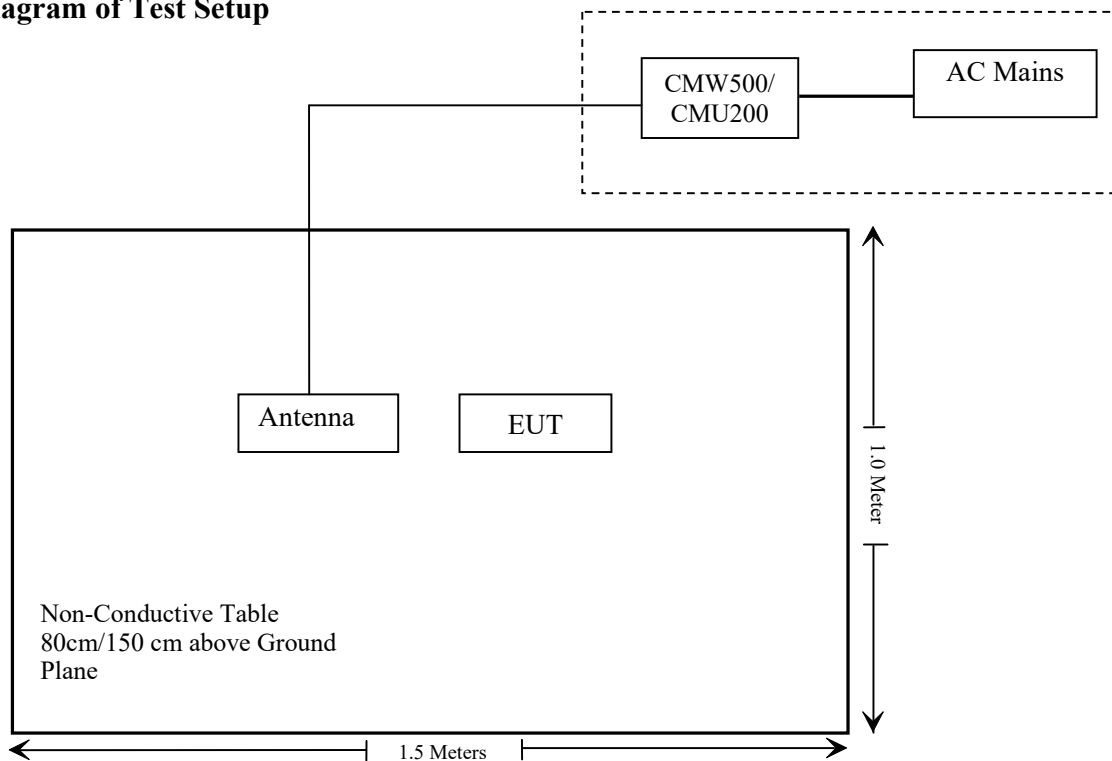 agram of Test Setup
CMW500/
CMU200
AC Mains
Antenna
EUT
1.0 Meter
Non-Conductive Table
80cm/150 cm above Ground
Plane
1.5 Meters